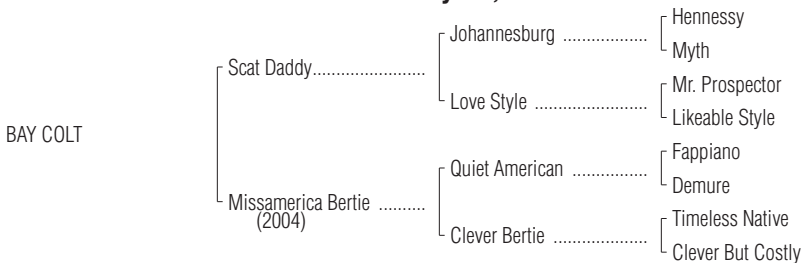 Hennessy
Johannesburg ..................
Myth
Scat Daddy........................
Mr. Prospector
Love Style ........................
Likeable Style
BAY COLT
Fappiano
Quiet American ................
Demure
Missamerica Bertie ..........
(2004)
Timeless Native
Clever Bertie ....................
Clever But Costly